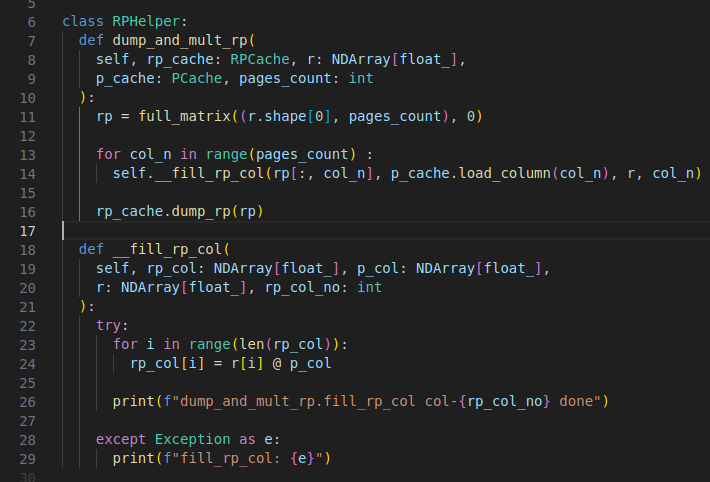 5
6 class RPHelper:
7   def dump_and_mult_rp(
8     self, rp_cache: RPCache, r: NDArray[float_],
9     p_cache: PCache, pages_count: int
10   ):
11     rp = full_matrix((r.shape[0], pages_count), 0)
12
13     for col_n in range(pages_count) :
14       self.__fill_rp_col(rp[:, col_n], p_cache.load_column(col_n), r, col_n)
15
16     rp_cache.dump_rp(rp)
17
18   def __fill_rp_col(
19     self, rp_col: NDArray[float_], p_col: NDArray[float_],
20     r: NDArray[float_], rp_col_no: int
21   ):
22     try:
23       for i in range(len(rp_col)):
24         rp_col[i] = r[i] @ p_col
25
26       print(f"dump_and_mult_rp.fill_rp_col col-{rp_col_no} done")
27
28     except Exception as e:
29       print(f"fill_rp_col: {e}")
30